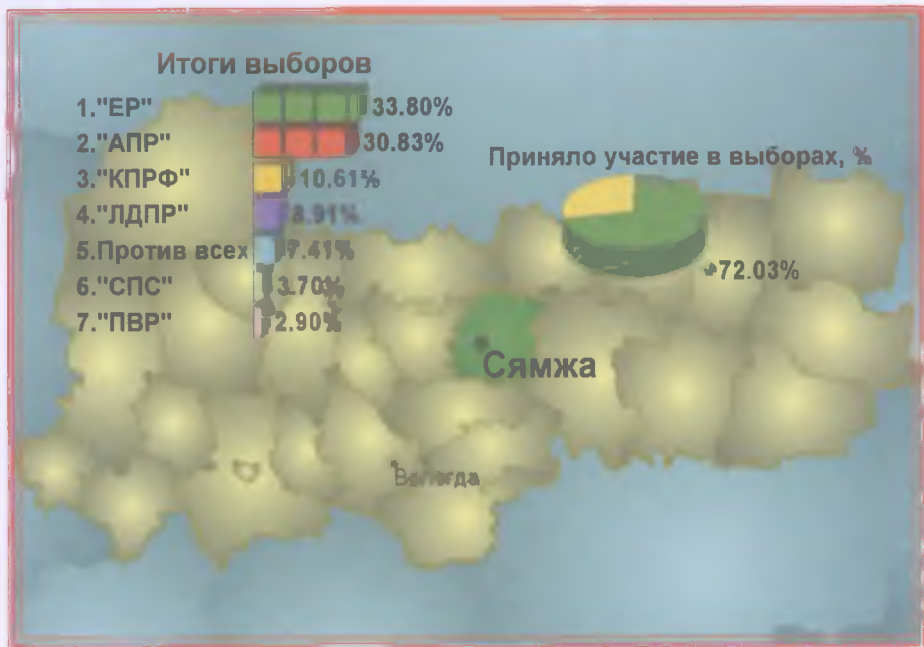 Итоги выборов
1."ЕР" 33.80%
2."АПР" 30.83%
3."КПРФ" 10.61%
4."ЛДПР" 8.91%
5.Против всех 7.41%
6."СПС" 3.70%
7."ПВР" 2.90%
Приняло участие в выборах, %
72.03%
Сямжа
Вологда